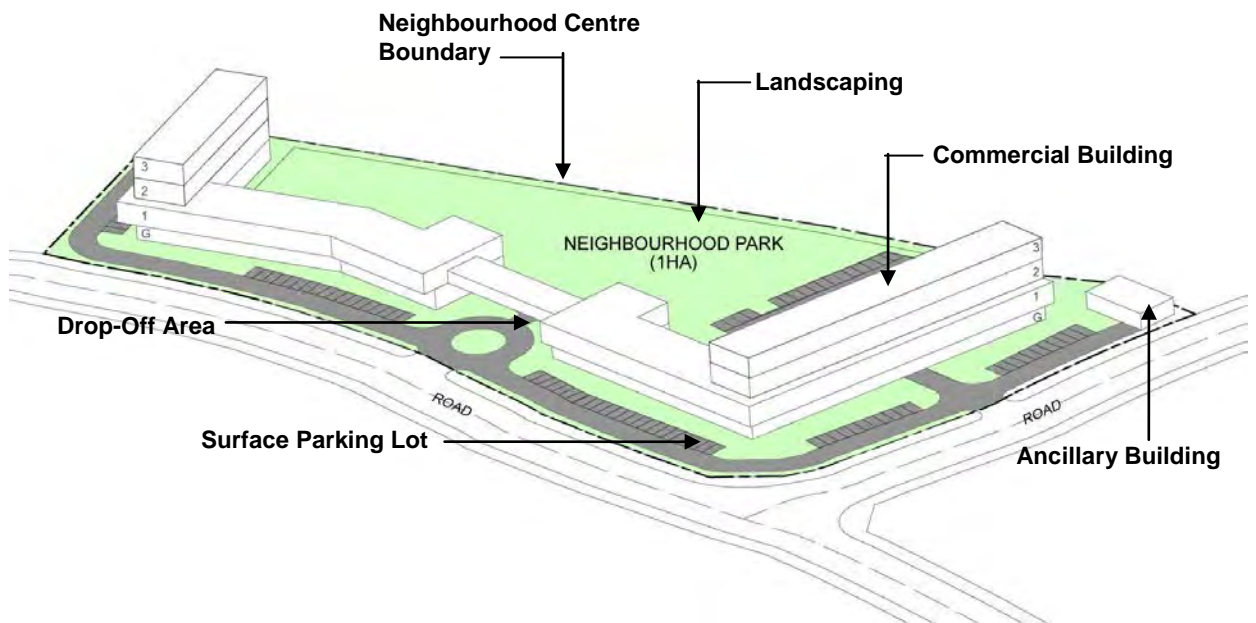 Neighbourhood Centre
Boundary
Landscaping
Commercial Building
3
2
1
G
NEIGHBOURHOOD PARK
(1HA)
3
2
1
G
Drop-Off Area
ROAD
ROAD
Surface Parking Lot
Ancillary Building